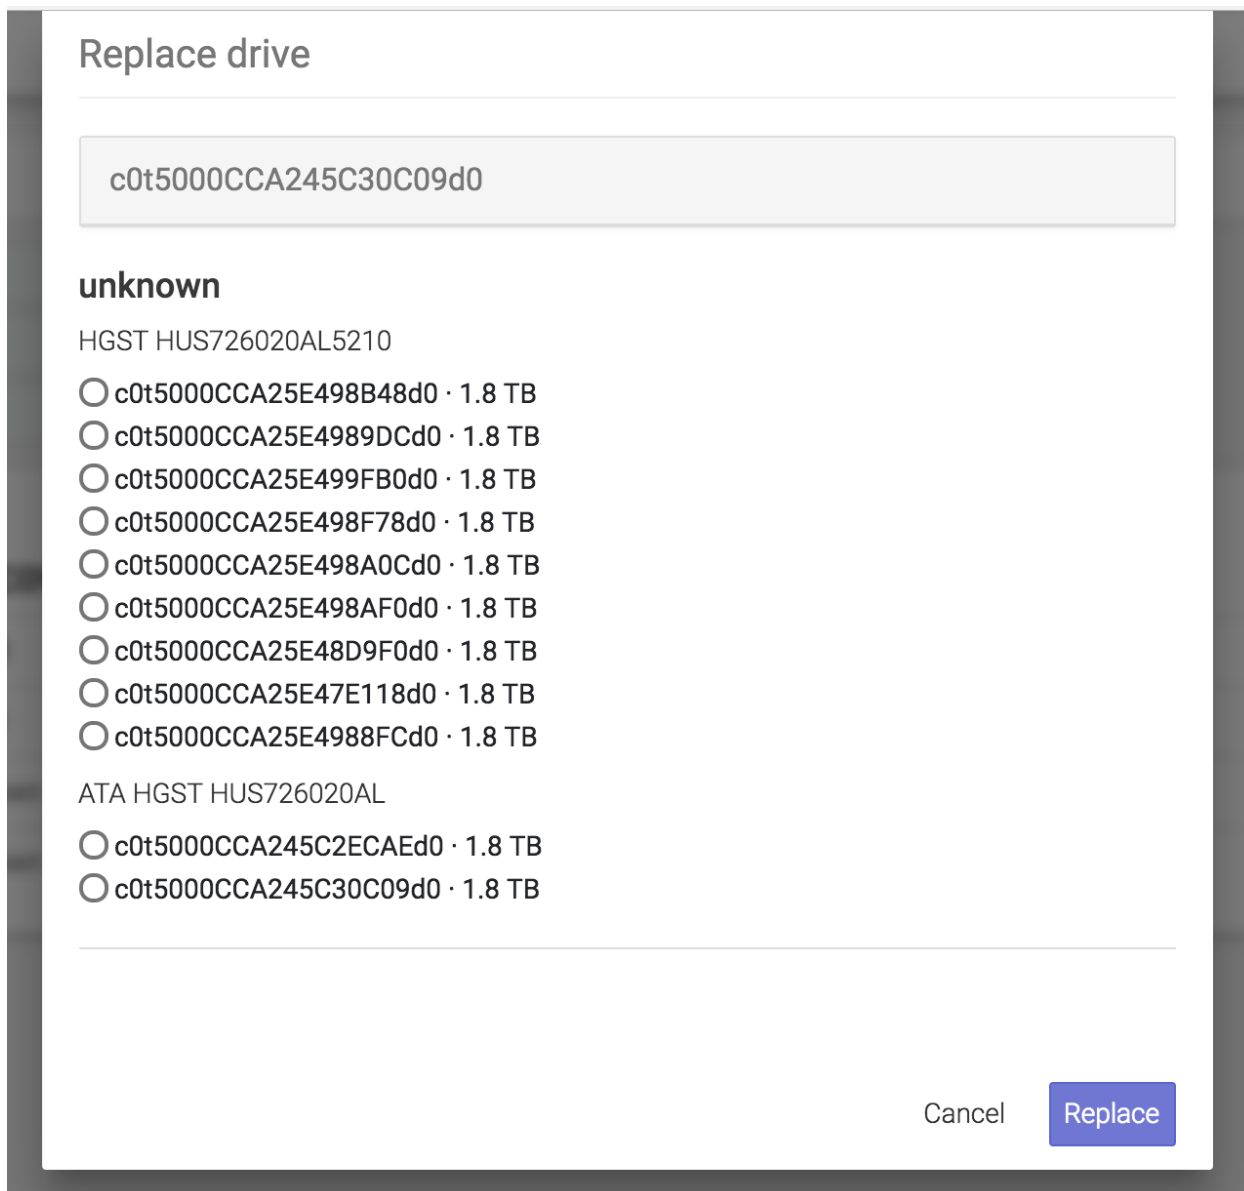 Replace drive
c0t5000CCA245C30C09d0
unknown
HGST HUS726020AL5210
c0t5000CCA25E498B48d0 · 1.8 TB
c0t5000CCA25E4989DCd0 · 1.8 TB
c0t5000CCA25E499FB0d0 · 1.8 TB
c0t5000CCA25E498F78d0 · 1.8 TB
c0t5000CCA25E498A0Cd0 · 1.8 TB
c0t5000CCA25E498AF0d0 · 1.8 TB
c0t5000CCA25E48D9F0d0 · 1.8 TB
c0t5000CCA25E47E118d0 · 1.8 TB
c0t5000CCA25E4988FCd0 · 1.8 TB
ATA HGST HUS726020AL
c0t5000CCA245C2ECAEd0 · 1.8 TB
c0t5000CCA245C30C09d0 · 1.8 TB
Cancel
Replace